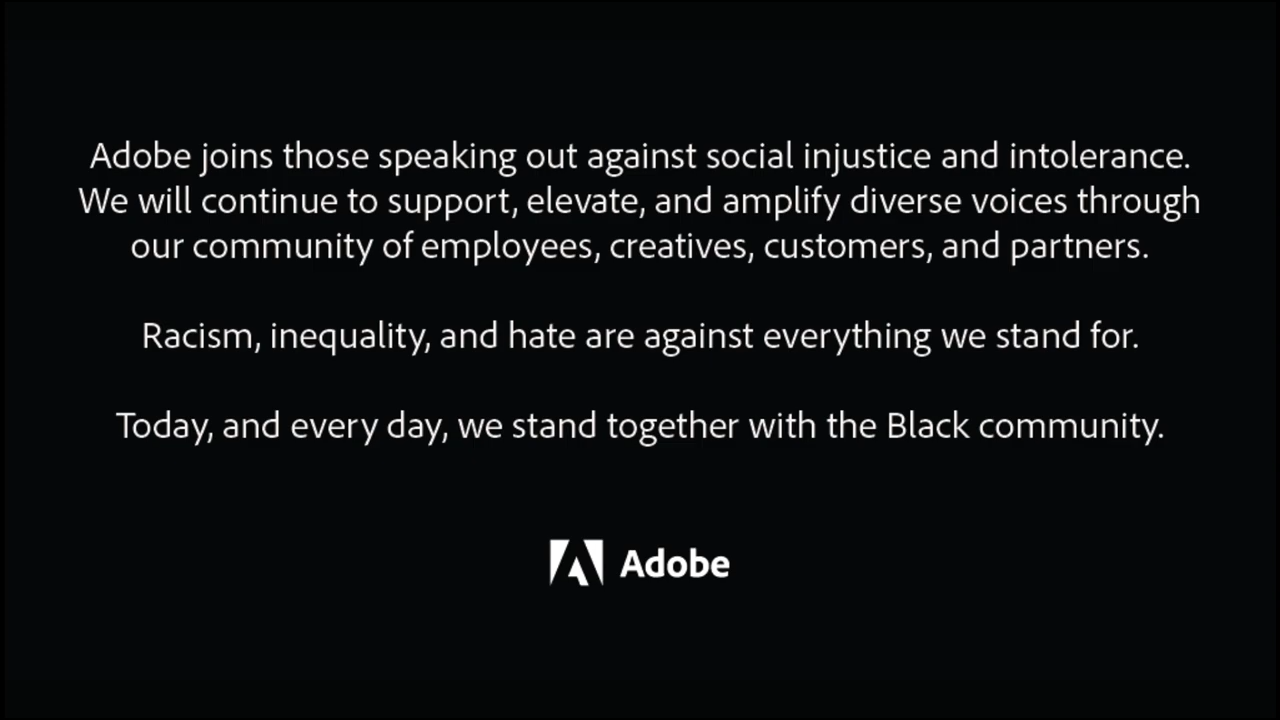 Adobe joins those speaking out against social injustice and intolerance.
We will continue to support, elevate, and amplify diverse voices through
our community of employees, creatives, customers, and partners.
Racism, inequality, and hate are against everything we stand for.
Today, and every day, we stand together with the Black community.
Adobe